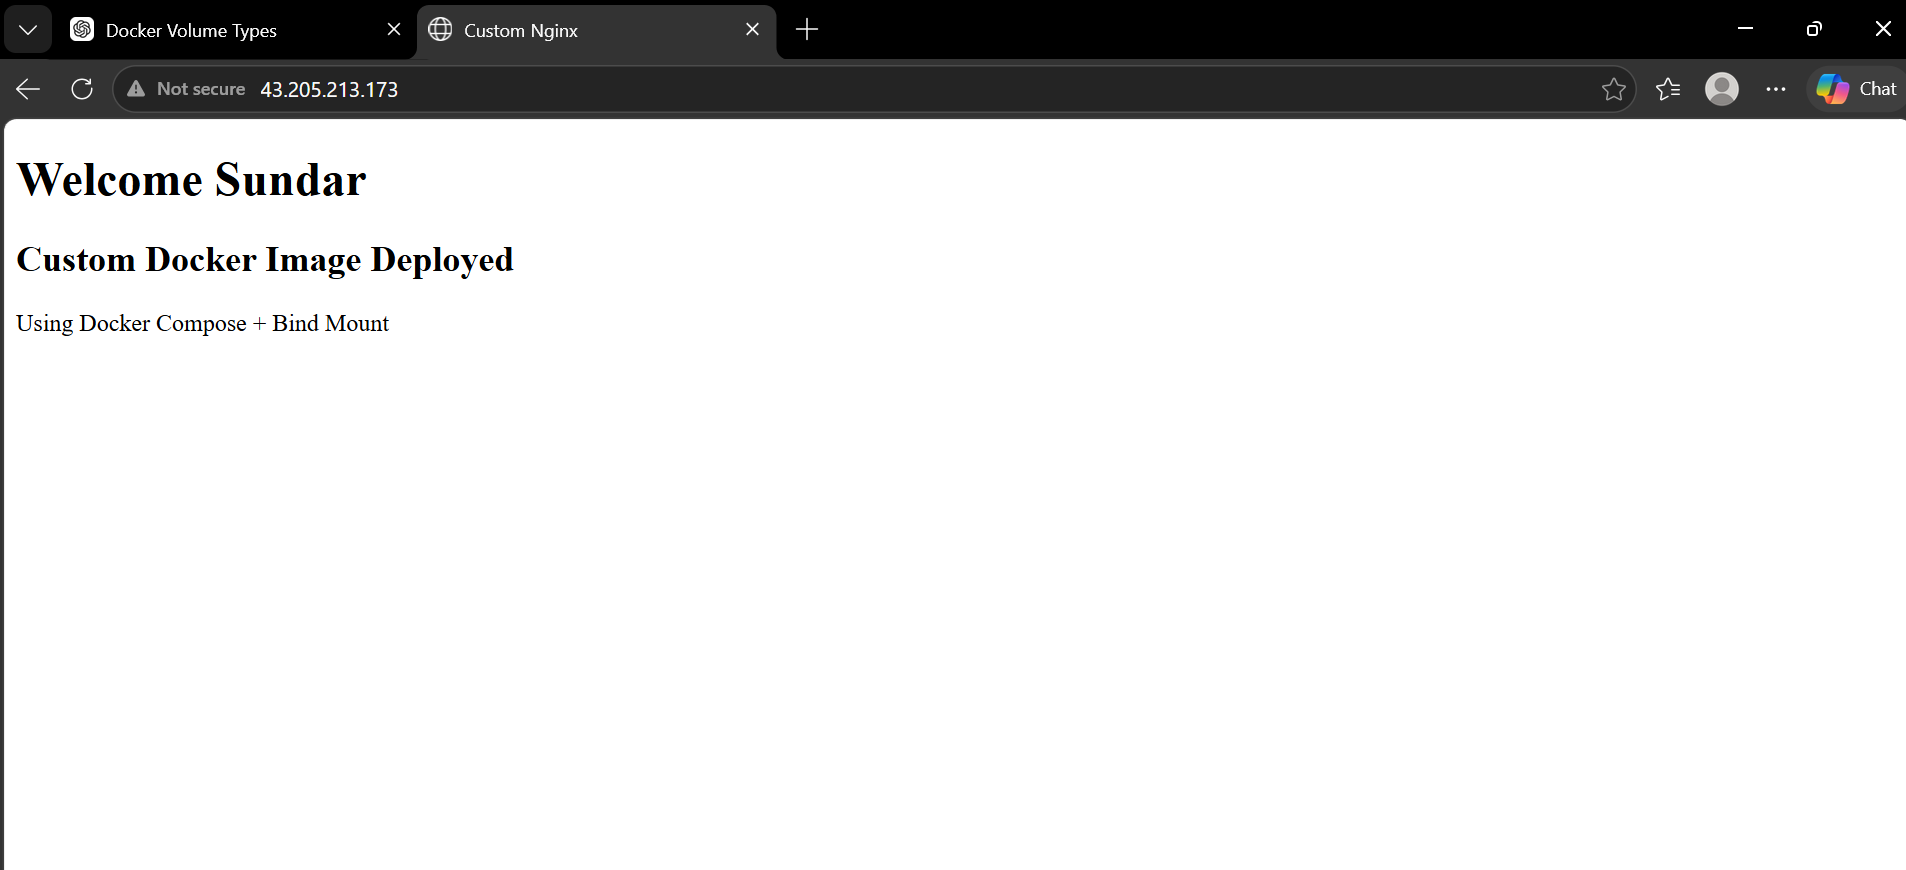 Docker Volume Types
Custom Nginx
Not secure 43.205.213.173
Chat
Welcome Sundar
Custom Docker Image Deployed
Using Docker Compose + Bind Mount